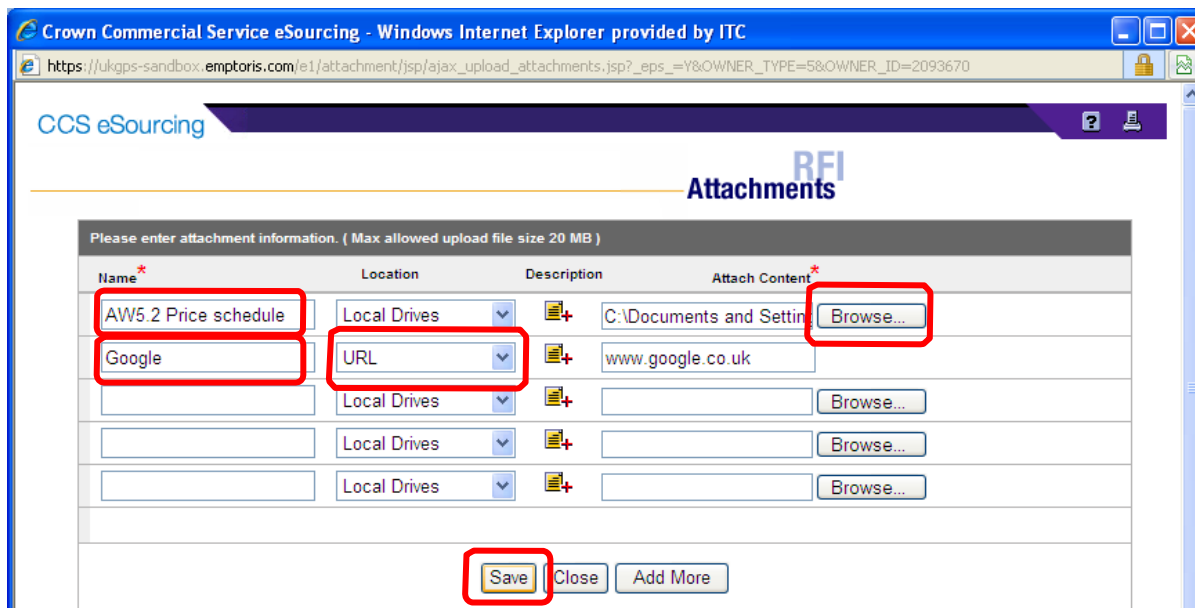 Crown Commercial Service eSourcing - Windows Internet Explorer provided by ITC
https://ukgps-sandbox.emptoris.com/e1/attachment/jsp/ajax_upload_attachments.jsp?_eps_=Y&OWNER_TYPE=5&OWNER_ID=2093670
CCS eSourcing
RFI
Attachments
Please enter attachment information. ( Max allowed upload file size 20 MB )
Name* Location Description Attach Content*
AW5.2 Price schedule Local Drives C:\Documents and Settin Browse...
Google URL www.google.co.uk
Local Drives Browse...
Local Drives Browse...
Local Drives Browse...
Save Close Add More